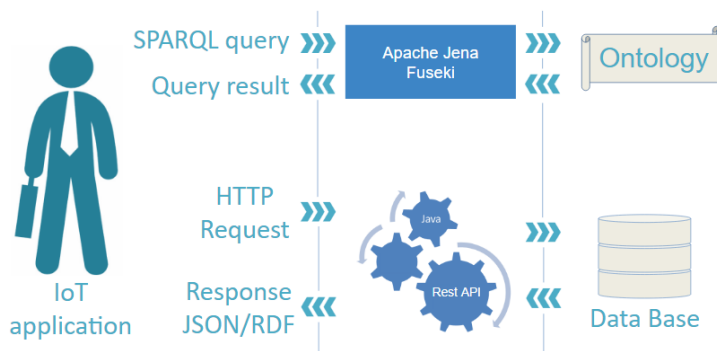 SPARQL query
Query result
Apache Jena
Fuseki
Ontology
HTTP
Request
Java
Rest API
Response
JSON/RDF
IoT
application
Data Base